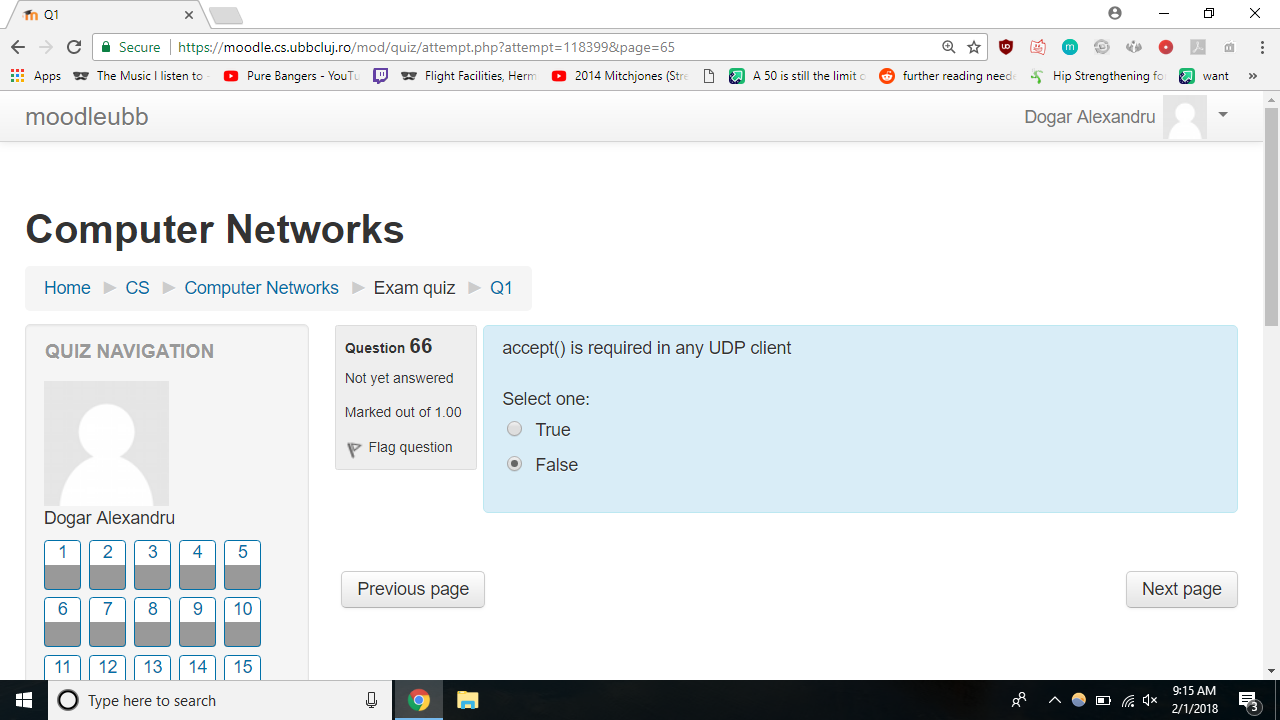 Q1
Secure
https://moodle.cs.ubbcluj.ro/mod/quiz/attempt.php?attempt=118399&page=65
Apps
The Music I listen to -
Pure Bangers - YouTu
Flight Facilities, Herm
2014 Mitchjones (Stre
A 50 is still the limit o
further reading neede
Hip Strengthening fo
want
»
moodleubb
Dogar Alexandru
Computer Networks
Home ► CS ► Computer Networks ► Exam quiz ► Q1
QUIZ NAVIGATION
Dogar Alexandru
1 2 3 4 5
6 7 8 9 10
11 12 13 14 15
Question 66
Not yet answered
Marked out of 1.00
Flag question
accept() is required in any UDP client
Select one:
True
False
Previous page
Next page
Type here to search
9:15 AM
2/1/2018
3